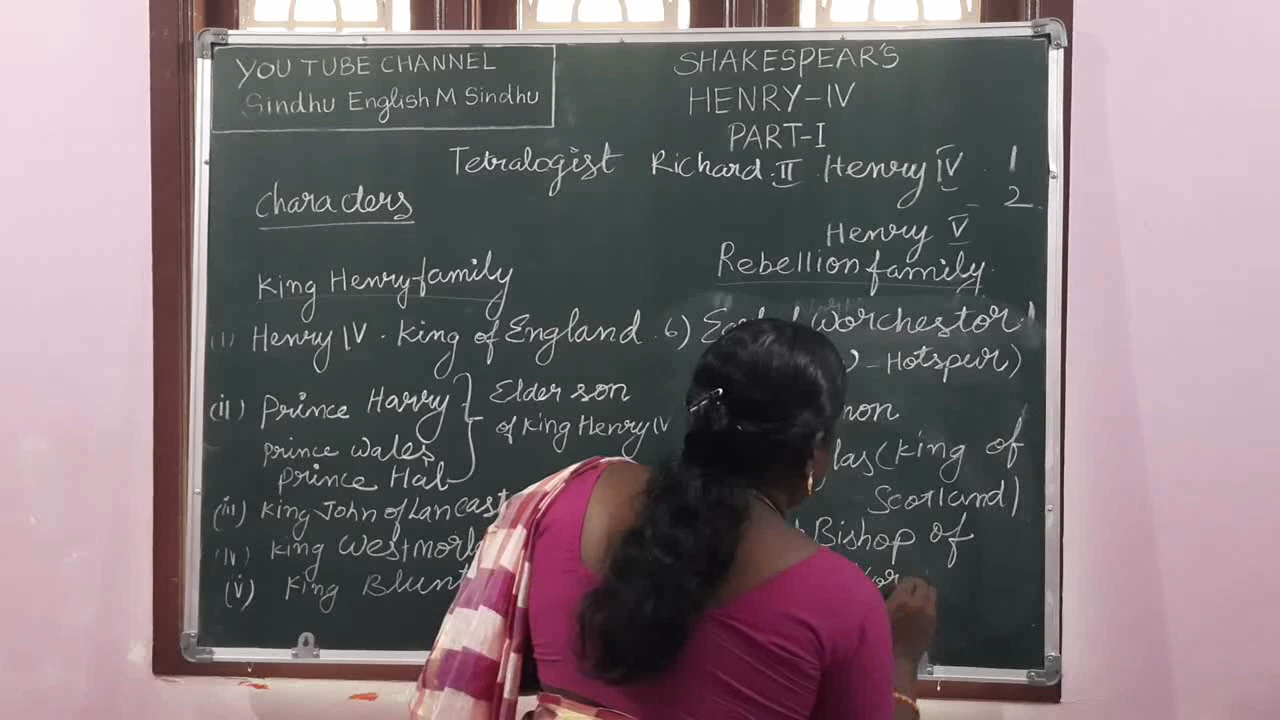 YOU TUBE CHANNEL
Sindhu English M Sindhu
SHAKESPEAR'S
HENRY-IV
PART-I
Tetralogist Richard.II Henry IV. 1
2
Henry V
Characters
King Henry family
Rebellion family.
(i) Henry IV. King of England.
(ii) Prince Harry
prince wales
prince Hal
Elder son
of King Henry IV
(iii) King John of Lancast
(iv) King Westmorl
(v) King Blunt
6) Worchestor
- Hotspur)
las (King of
Scotland)
Bishop of